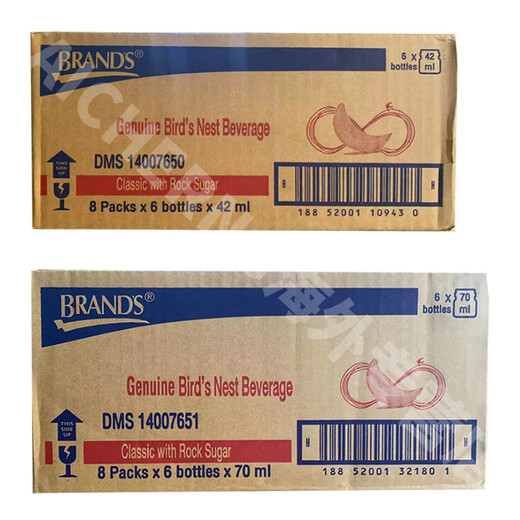 BRAND'S®
6 x 42
bottles ml
Genuine Bird's Nest Beverage
DMS 14007650
THIS
SIDE
UP
Classic with Rock Sugar
8 Packs x 6 bottles x 42 ml
188 52001 10943 0
BRAND'S®
6 x 70
bottles ml
Genuine Bird's Nest Beverage
DMS 14007651
THIS
SIDE
UP
Classic with Rock Sugar
8 Packs x 6 bottles x 70 ml
188 52001 32180 1